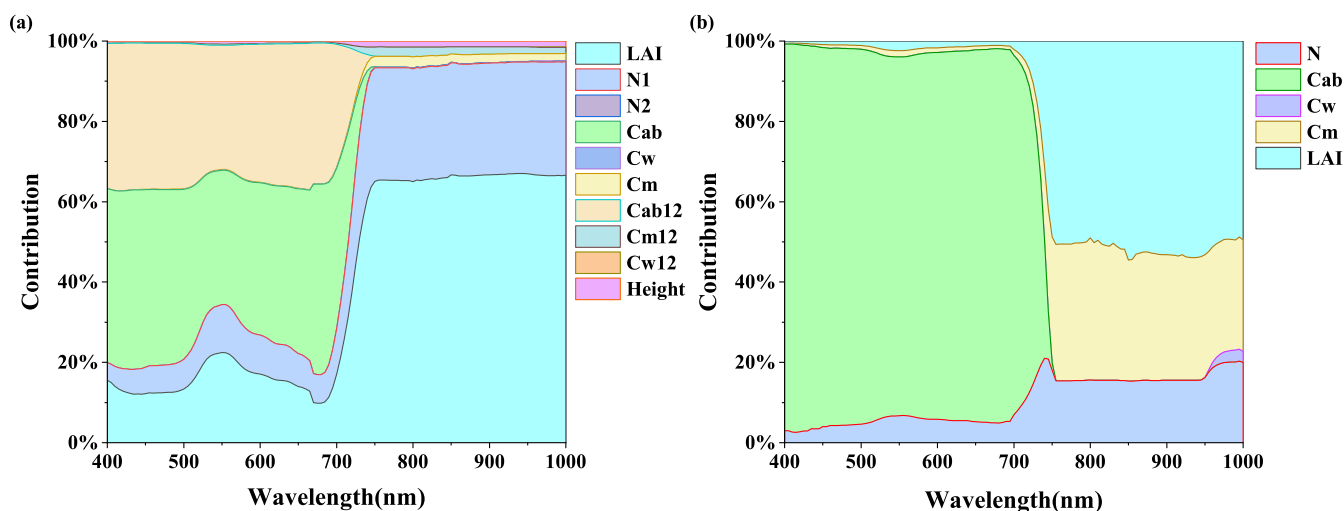 (a)
100%
80%
60%
40%
20%
0%
Contribution
400 500 600 700 800 900 1000
Wavelength(nm)
LAI
N1
N2
Cab
Cw
Cm
Cab12
Cm12
Cw12
Height
(b)
100%
80%
60%
40%
20%
0%
Contribution
400 500 600 700 800 900 1000
Wavelength(nm)
N
Cab
Cw
Cm
LAI